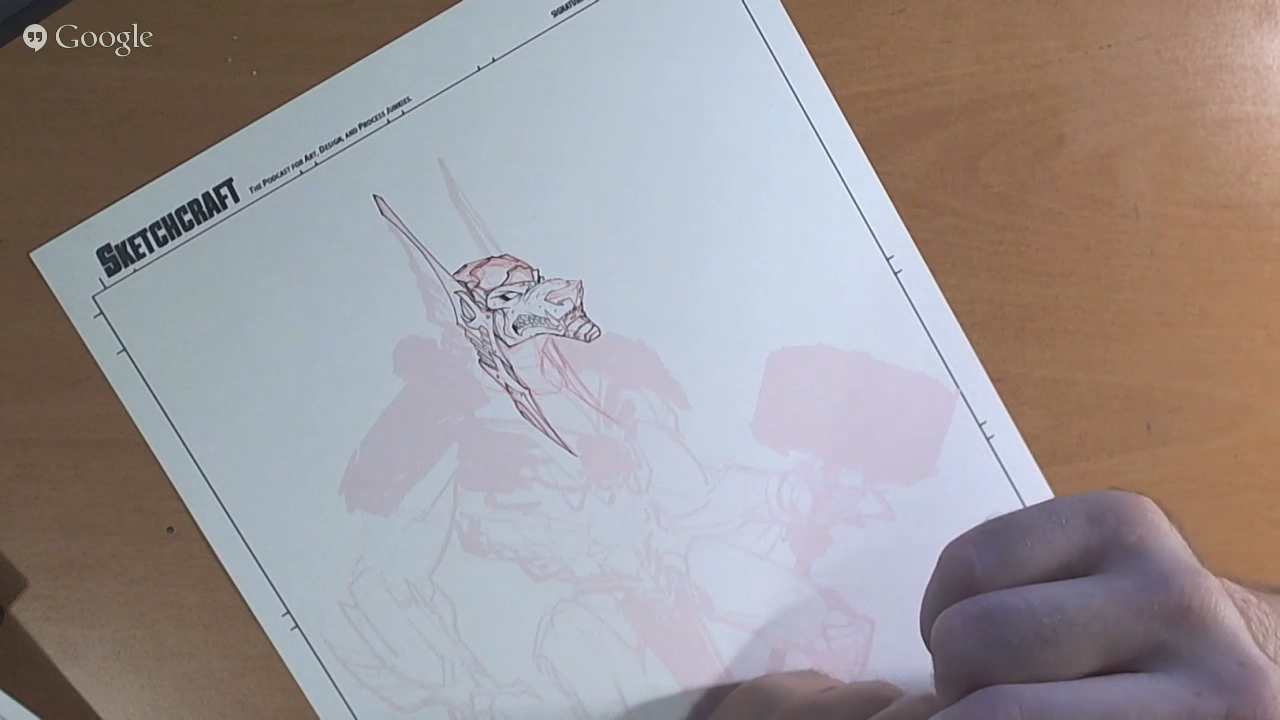 Google
SKETCHCRAFT
THE PODCAST FOR ART, DESIGN, AND PROCESS JUNKIES.